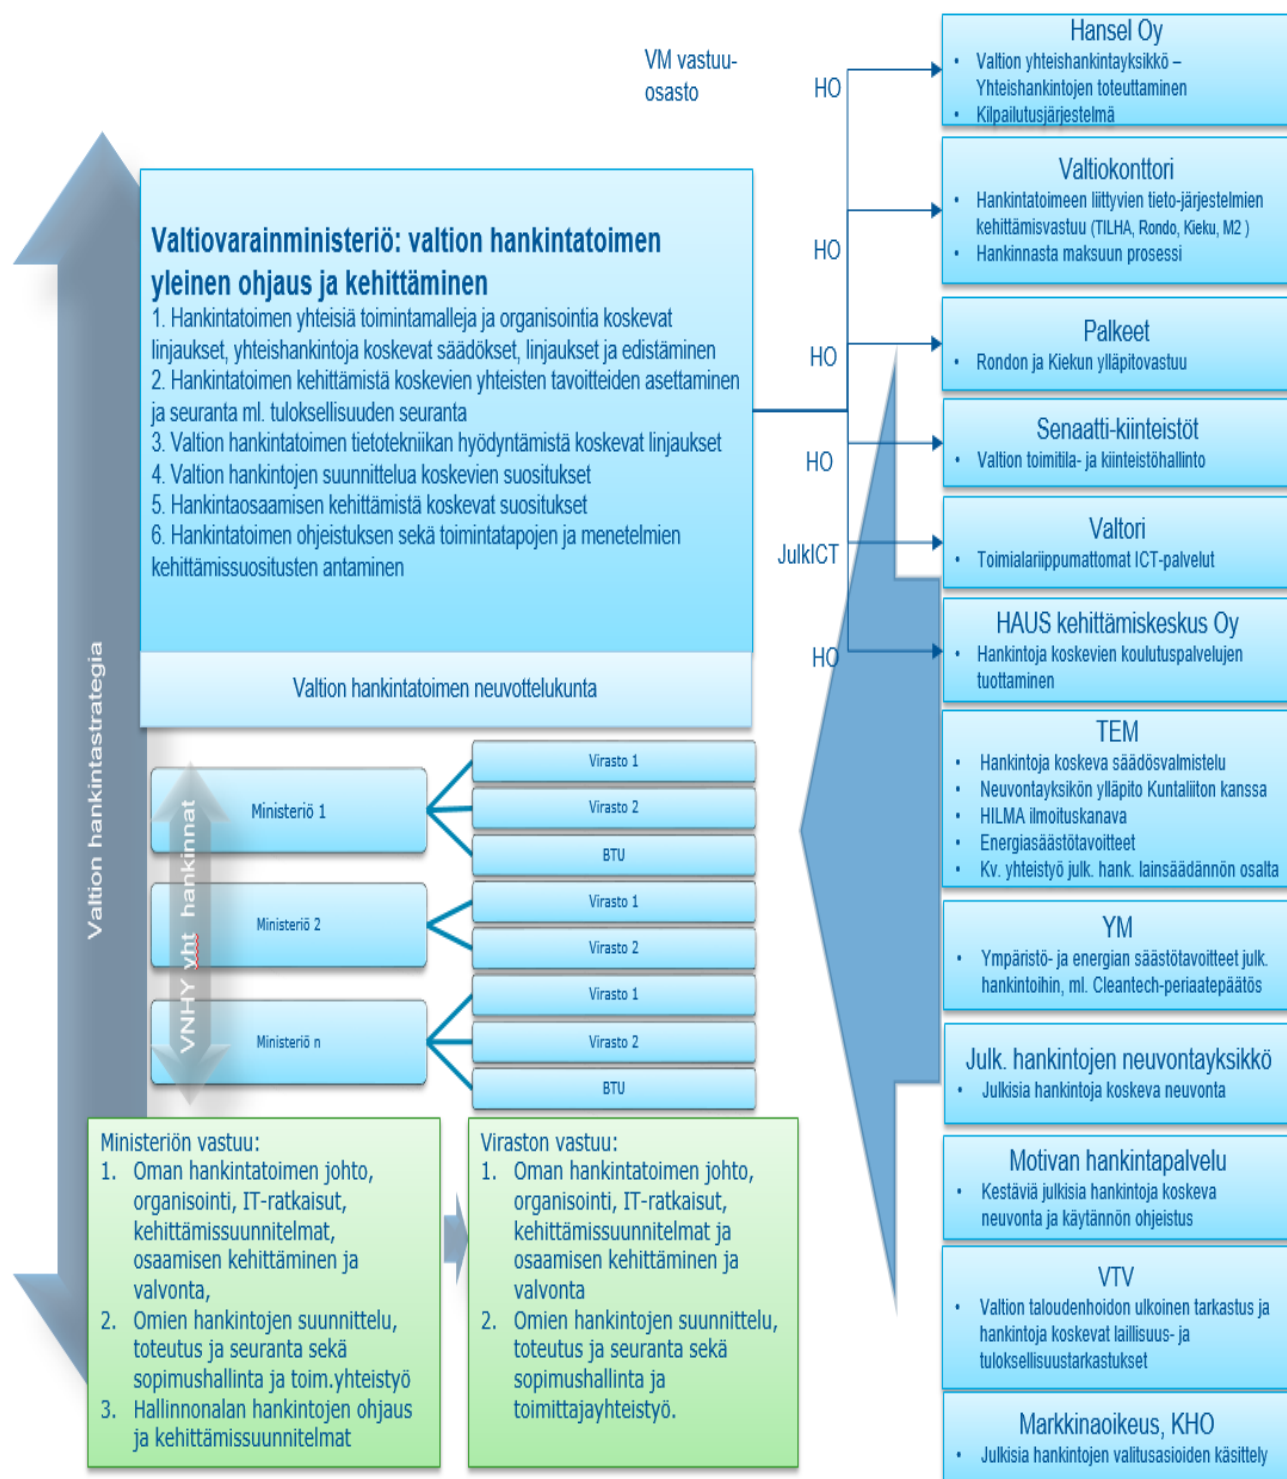 VM vastuu-
osasto
HO
HO
HO
HO
JulkICT
HO
Valtion hankintastrategia
Valtiovarainministeriö: valtion hankintatoimen
yleinen ohjaus ja kehittäminen
1. Hankintatoimen yhteisiä toimintamalleja ja organisointia koskevat
linjaukset, yhteishankintoja koskevat säädökset, linjaukset ja edistäminen
2. Hankintatoimen kehittämistä koskevien yhteisten tavoitteiden asettaminen
ja seuranta ml. tuloksellisuuden seuranta
3. Valtion hankintatoimen tietotekniikan hyödyntämistä koskevat linjaukset
4. Valtion hankintojen suunnittelua koskevien suositukset
5. Hankintaosaamisen kehittämistä koskevat suositukset
6. Hankintatoimen ohjeistuksen sekä toimintatapojen ja menetelmien
kehittämissuositusten antaminen
Valtion hankintatoimen neuvottelukunta
VNHY yht hankinnat
Ministeriö 1
Virasto 1
Virasto 2
BTU
Ministeriö 2
Virasto 1
Virasto 2
Ministeriö n
Virasto 1
Virasto 2
BTU
Ministeriön vastuu:
1. Oman hankintatoimen johto,
organisointi, IT-ratkaisut,
kehittämissuunnitelmat,
osaamisen kehittäminen ja
valvonta,
2. Omien hankintojen suunnittelu,
toteutus ja seuranta sekä
sopimushallinta ja toim.yhteistyö
3. Hallinnonalan hankintojen ohjaus
ja kehittämissuunnitelmat
Viraston vastuu:
1. Oman hankintatoimen johto,
organisointi, IT-ratkaisut,
kehittämissuunnitelmat ja
osaamisen kehittäminen ja
valvonta
2. Omien hankintojen suunnittelu,
toteutus ja seuranta sekä
sopimushallinta ja
toimittajayhteistyö.
Hansel Oy
• Valtion yhteishankintayksikkö –
Yhteishankintojen toteuttaminen
• Kilpailutusjärjestelmä
Valtiokonttori
• Hankintatoimeen liittyvien tieto-järjestelmien
kehittämisvastuu (TILHA, Rondo, Kieku, M2 )
• Hankinnasta maksuun prosessi
Palkeet
• Rondon ja Kiekun ylläpitovastuu
Senaatti-kiinteistöt
• Valtion toimitila- ja kiinteistöhallinto
Valtori
• Toimialariippumattomat ICT-palvelut
HAUS kehittämiskeskus Oy
• Hankintoja koskevien koulutuspalvelujen
tuottaminen
TEM
• Hankintoja koskeva säädösvalmistelu
• Neuvontayksikön ylläpito Kuntaliiton kanssa
• HILMA ilmoituskanava
• Energiasäästötavoitteet
• Kv. yhteistyö julk. hank. lainsäädännön osalta
YM
• Ympäristö- ja energian säästötavoitteet julk.
hankintoihin, ml. Cleantech-periaatepäätös
Julk. hankintojen neuvontayksikkö
• Julkisia hankintoja koskeva neuvonta
Motivan hankintapalvelu
• Kestäviä julkisia hankintoja koskeva
neuvonta ja käytännön ohjeistus
VTV
• Valtion taloudenhoidon ulkoinen tarkastus ja
hankintoja koskevat laillisuus- ja
tuloksellisuustarkastukset
Markkinaoikeus, KHO
• Julkisia hankintojen valitusasioiden käsittely